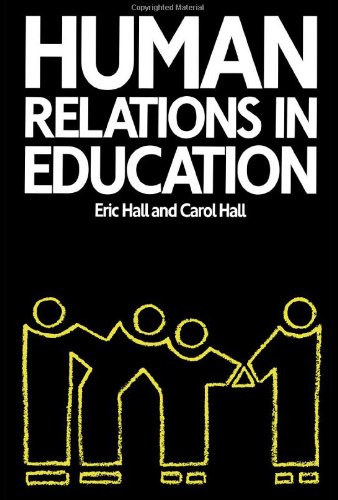 Copyrighted Material
HUMAN
RELATIONS IN
EDUCATION
Eric Hall and Carol Hall